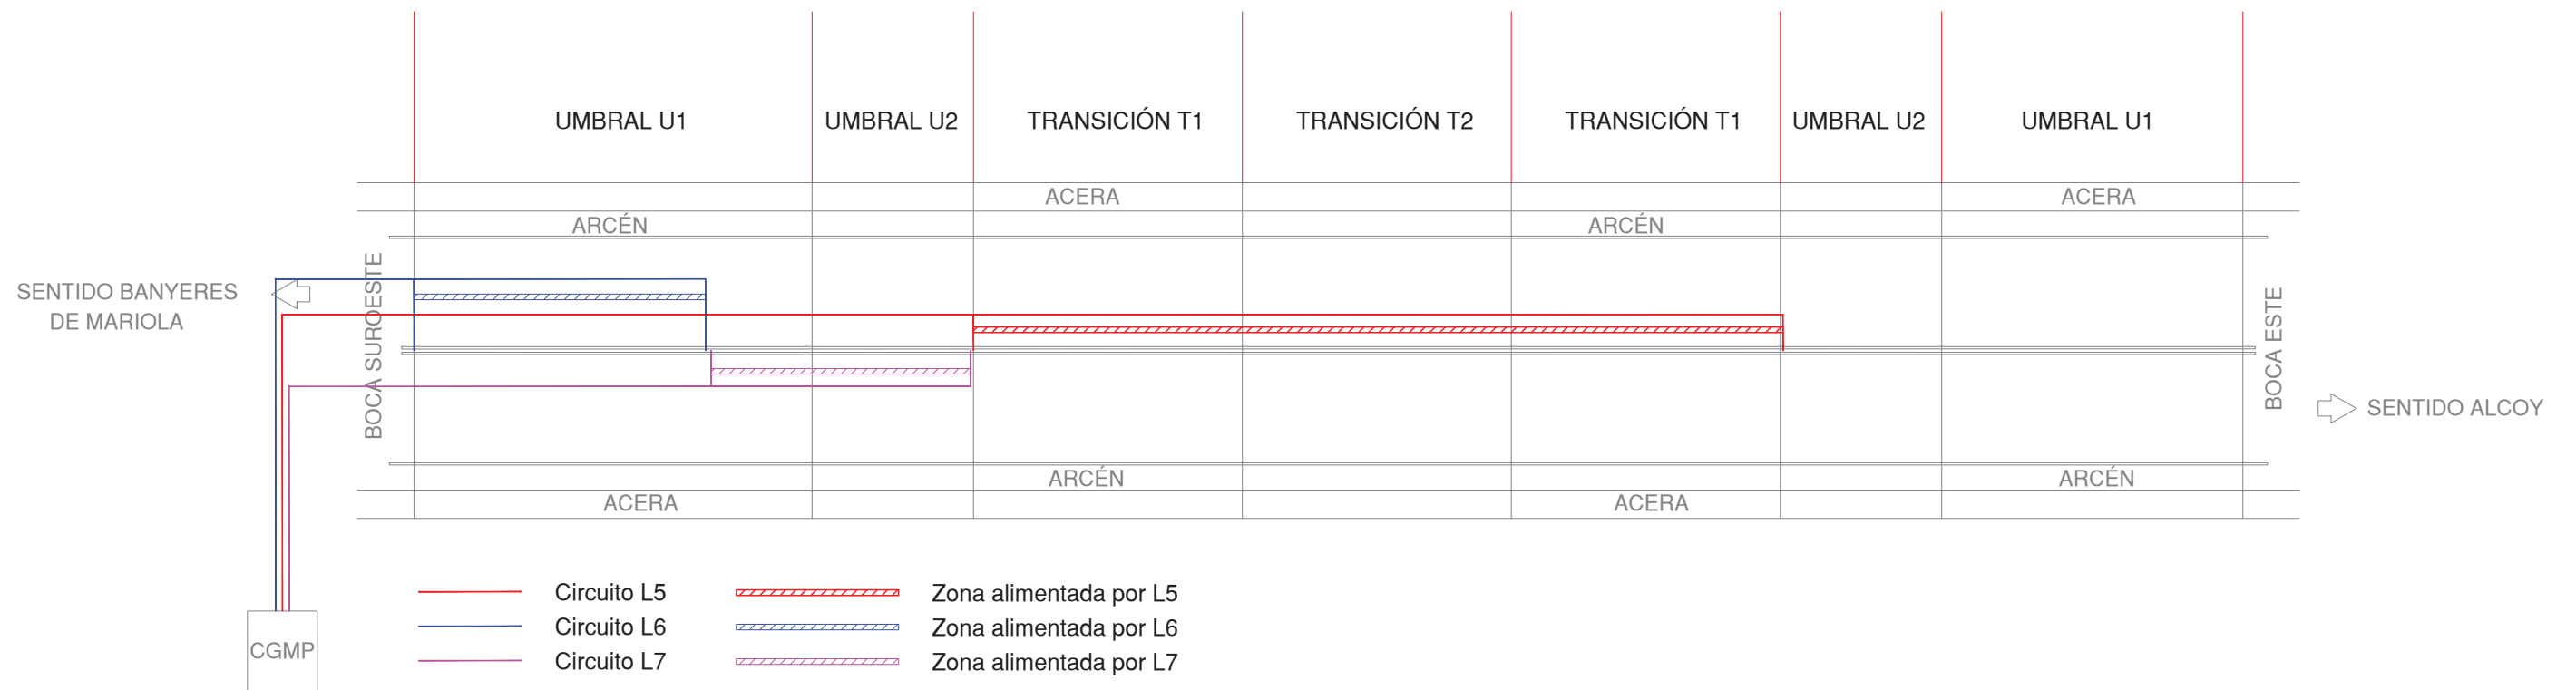 UMBRAL U1
UMBRAL U2
TRANSICIÓN T1
TRANSICIÓN T2
TRANSICIÓN T1
UMBRAL U2
UMBRAL U1
ACERA
ACERA
ARCÉN
ARCÉN
SENTIDO BANYERES
DE MARIOLA
BOCA SUROESTE
BOCA ESTE
SENTIDO ALCOY
ARCÉN
ARCÉN
ACERA
ACERA
Circuito L5
Zona alimentada por L5
Circuito L6
Zona alimentada por L6
Circuito L7
Zona alimentada por L7
CGMP